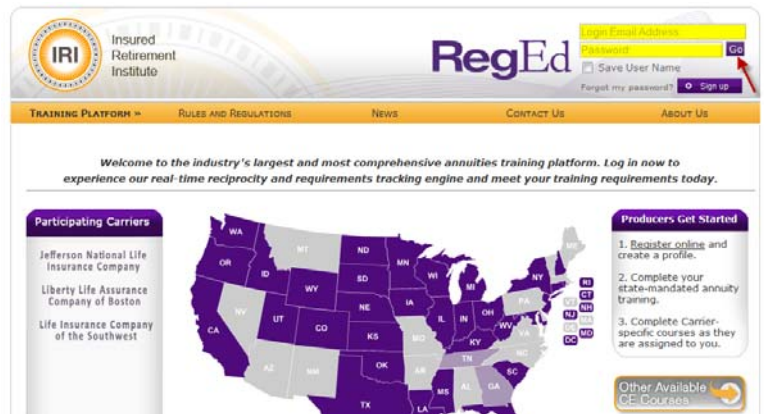 IRI
Insured
Retirement
Institute
RegEd
Login Email Address
Password
Go
Save User Name
Forgot my password?
Sign up
TRAINING PLATFORM »
RULES AND REGULATIONS
NEWS
CONTACT US
ABOUT US
Welcome to the industry's largest and most comprehensive annuities training platform. Log in now to
experience our real-time reciprocity and requirements tracking engine and meet your training requirements today.
Participating Carriers
Jefferson National Life
Insurance Company
Liberty Life Assurance
Company of Boston
Life Insurance Company
of the Southwest
WA
MT
ND
MN
OR
ID
SD
WI
MI
NY
ME
WY
NE
IA
PA
RI
CT
VT
NH
NJ
MA
DE
MD
DC
NV
UT
CO
IL
IN
OH
WV
VA
CA
KS
MO
KY
NC
AZ
NM
OK
AR
TN
SC
MS
AL
GA
TX
LA
Producers Get Started
1. Register online and
create a profile.
2. Complete your
state-mandated annuity
training.
3. Complete Carrier-
specific courses as they
are assigned to you.
Other Available
CE Courses